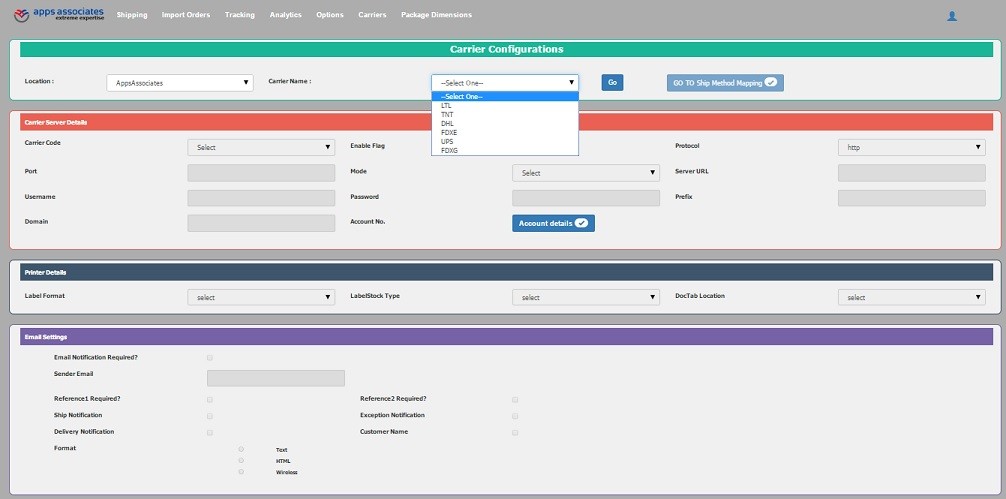 apps associates Shipping Import Orders Tracking Analytics Options Carriers Package Dimensions
extreme expertise
Carrier Configurations
Location : AppsAssociates Carrier Name : --Select One-- Go GO TO Ship Method Mapping
--Select One--
LTL
TNT
DHL
FDXE
UPS
FDXG
Carrier Server Details
Carrier Code Select Enable Flag Protocol http
Port Mode Select Server URL
Username Password Prefix
Domain Account No. Account details
Printer Details
Label Format select LabelStock Type select DocTab Location select
Email Settings
Email Notification Required?
Sender Email
Reference1 Required? Reference2 Required?
Ship Notification Exception Notification
Delivery Notification Customer Name
Format Text
HTML
Wireless